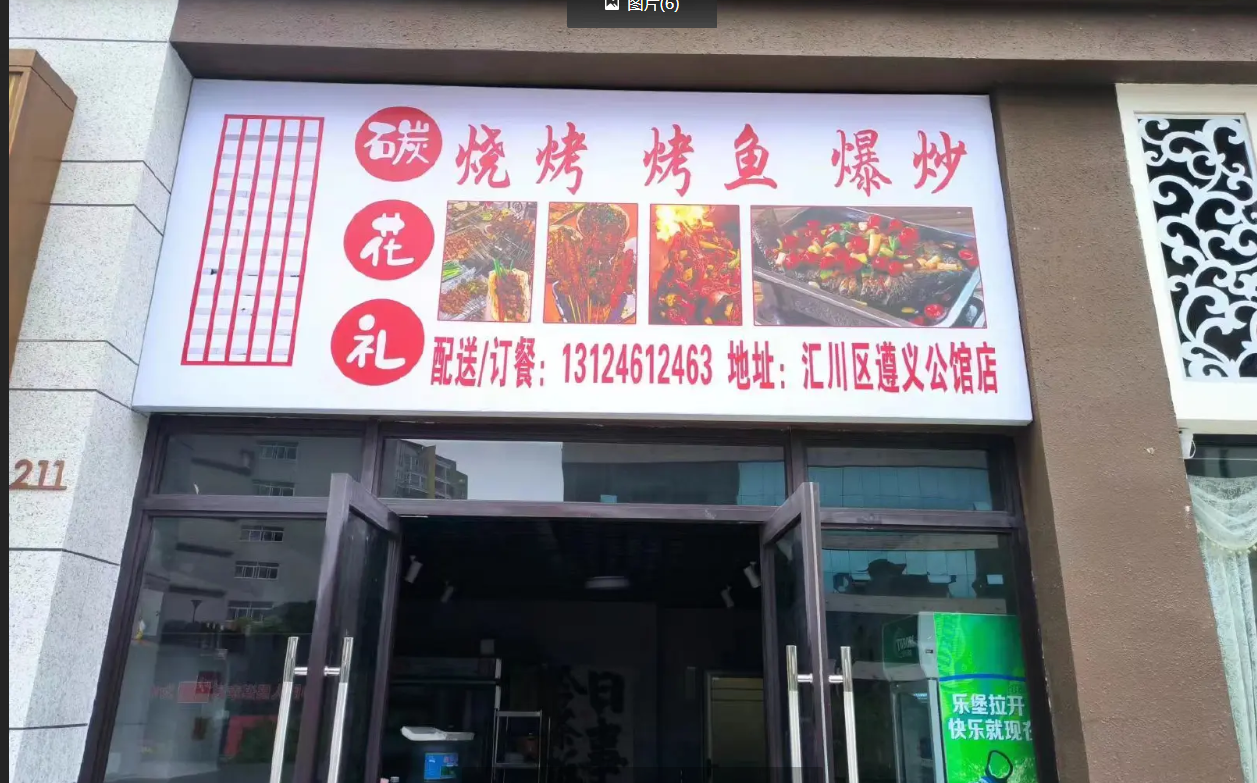 图片(6)
碳花礼
烧烤 烤鱼 爆炒
配送/订餐：13124612463 地址：汇川区遵义公馆店
211
乐堡拉开
快乐就现在